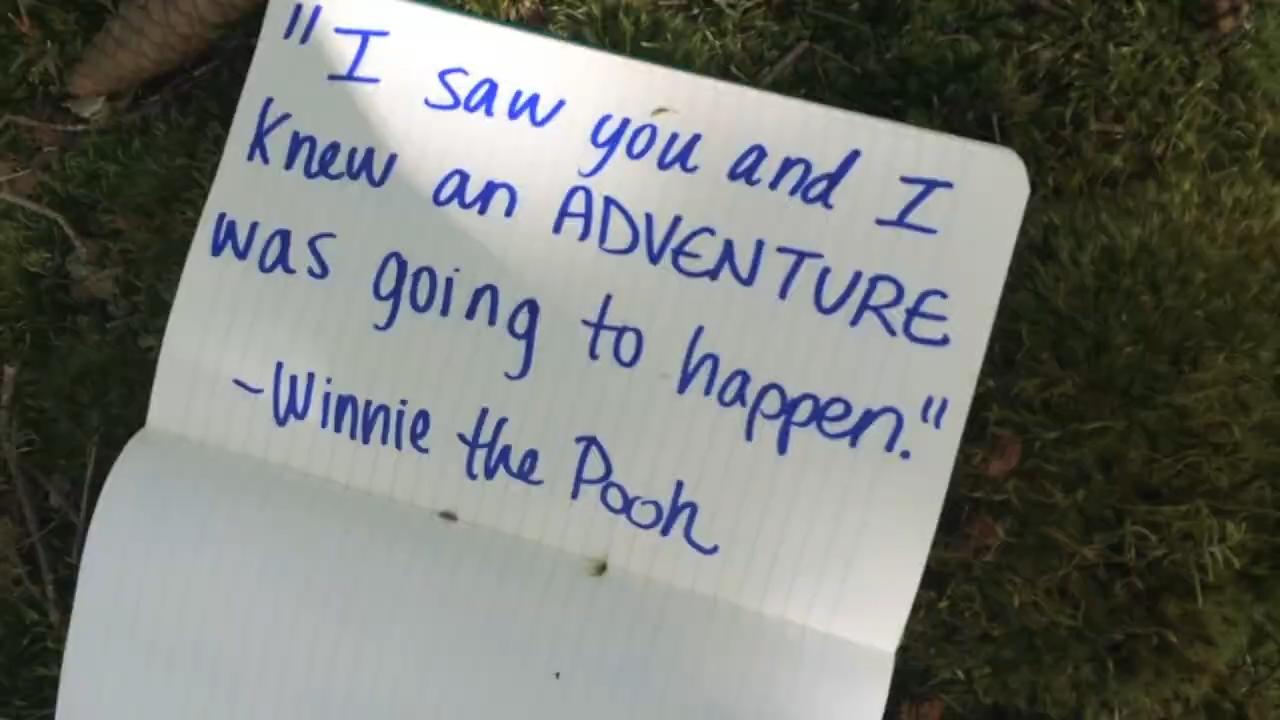 "I saw you and I
knew an ADVENTURE
was going to happen."
~Winnie the Pooh